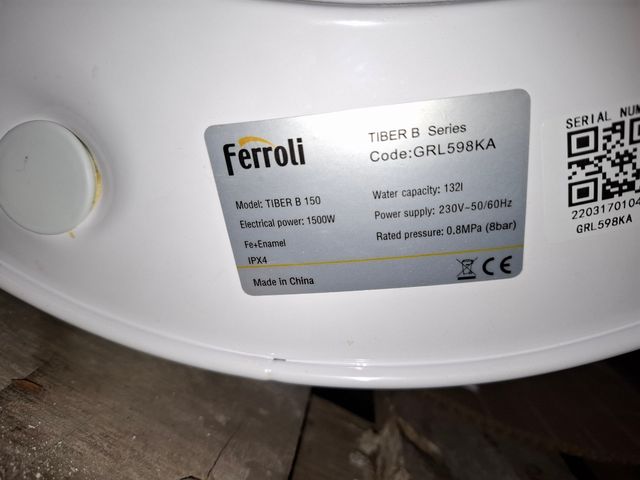 Ferroli
TIBER B Series
Code:GRL598KA
Model: TIBER B 150
Electrical power: 1500W
Fe+Enamel
IPX4
Made in China
Water capacity: 132l
Power supply: 230V~50/60Hz
Rated pressure: 0.8MPa (8bar)
CE
SERIAL NUM
2203170104
GRL598KA